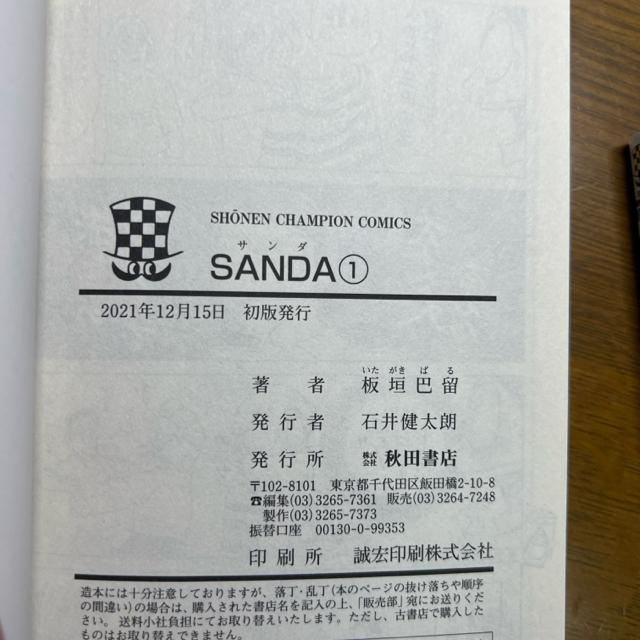 SHŌNEN CHAMPION COMICS
サンダ
SANDA①
2021年12月15日 初版発行
いたがきぱる
著者 板垣巴留
発行者 石井健太朗
発行所 株式会社 秋田書店
〒102-8101 東京都千代田区飯田橋2-10-8
☎編集(03)3265-7361 販売(03)3264-7248
製作(03)3265-7373
振替口座 00130-0-99353
印刷所 誠宏印刷株式会社
造本には十分注意しておりますが、落丁・乱丁(本のページの抜け落ちや順序
の間違い)の場合は、購入された書店名を記入の上、「販売部」宛にお送りくだ
さい。送料小社負担にてお取り替えいたします。ただし、古書店で購入した
ものはお取り替えできません。